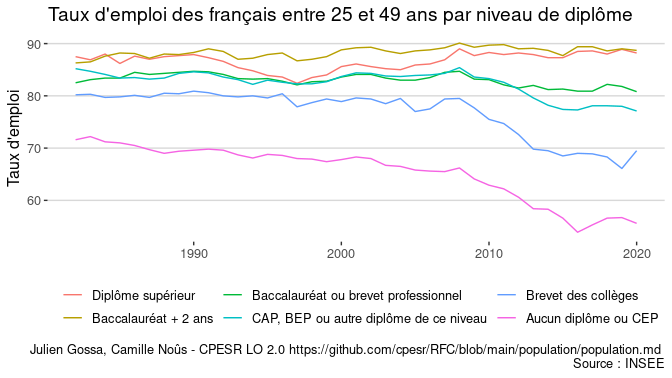 Taux d'emploi des français entre 25 et 49 ans par niveau de diplôme
Taux d'emploi
90
80
70
60
1990
2000
2010
2020
Diplôme supérieur
Baccalauréat ou brevet professionnel
Brevet des collèges
Baccalauréat + 2 ans
CAP, BEP ou autre diplôme de ce niveau
Aucun diplôme ou CEP
Julien Gossa, Camille Noûs - CPESR LO 2.0 https://github.com/cpesr/RFC/blob/main/population/population.md
Source : INSEE